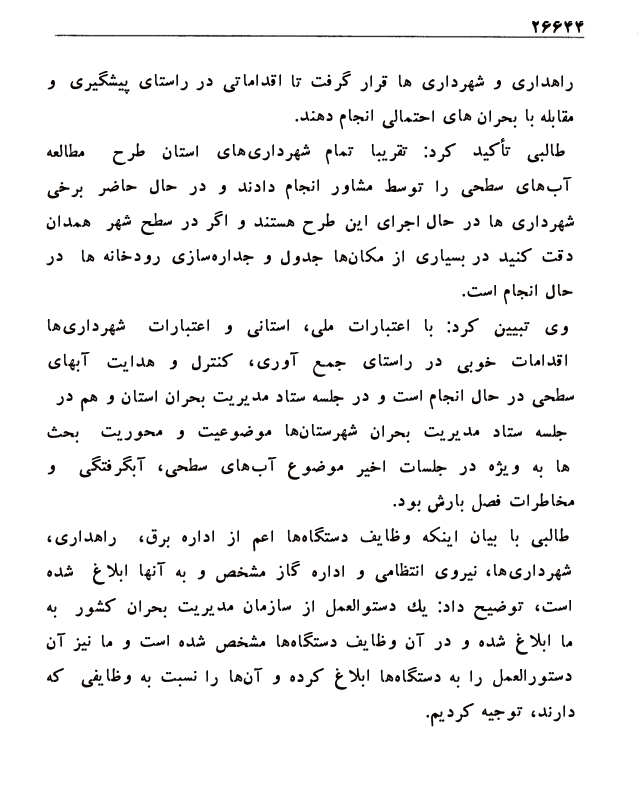 ۲۶۶۴۴
راهداری و شهرداری ها قرار گرفت تا اقداماتی در راستای پیشگیری و
مقابله با بحران های احتمالی انجام دهند.
طالبی تأکید کرد: تقریبا تمام شهرداری‌های استان طرح مطالعه
آب‌های سطحی را توسط مشاور انجام دادند و در حال حاضر برخی
شهرداری ها در حال اجرای این طرح هستند و اگر در سطح شهر همدان
دقت کنید در بسیاری از مکان‌ها جدول و جداره‌سازی رودخانه ها در
حال انجام است.
وی تبیین کرد: با اعتبارات ملی، استانی و اعتبارات شهرداری‌ها
اقدامات خوبی در راستای جمع آوری، کنترل و هدایت آبهای
سطحی در حال انجام است و در جلسه ستاد مدیریت بحران استان و هم در
جلسه ستاد مدیریت بحران شهرستان‌ها موضوعیت و محوریت بحث
ها به ویژه در جلسات اخیر موضوع آب‌های سطحی، آبگرفتگی و
مخاطرات فصل بارش بود.
طالبی با بیان اینکه وظایف دستگاه‌ها اعم از اداره برق، راهداری،
شهرداری‌ها، نیروی انتظامی و اداره گاز مشخص و به آنها ابلاغ شده
است، توضیح داد: یك دستوالعمل از سازمان مدیریت بحران کشور به
ما ابلاغ شده و در آن وظایف دستگاه‌ها مشخص شده است و ما نیز آن
دستورالعمل را به دستگاه‌ها ابلاغ کرده و آن‌ها را نسبت به وظایفی که
دارند، توجیه کردیم.